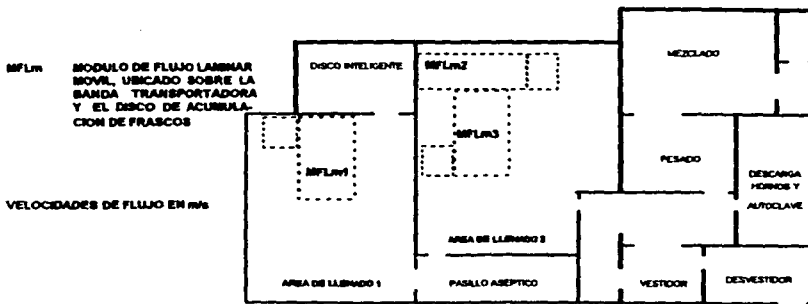 MFLm MODULO DE FLUJO LAMINAR
MOVIL, UBICADO SOBRE LA
BANDA TRANSPORTADORA
Y EL DISCO DE ACUMULA-
CION DE FRASCOS
VELOCIDADES DE FLUJO EN m/s
DISCO INTELIGENTE
MFLm2
MEZCLADO
MFLm1
MFLm3
PESADO
DESCARGA
HORNOS Y
AUTOCLAVE
AREA DE LLENADO 2
AREA DE LLENADO 1
PASILLO ASÉPTICO
VESTIDOR
DESVESTIDOR